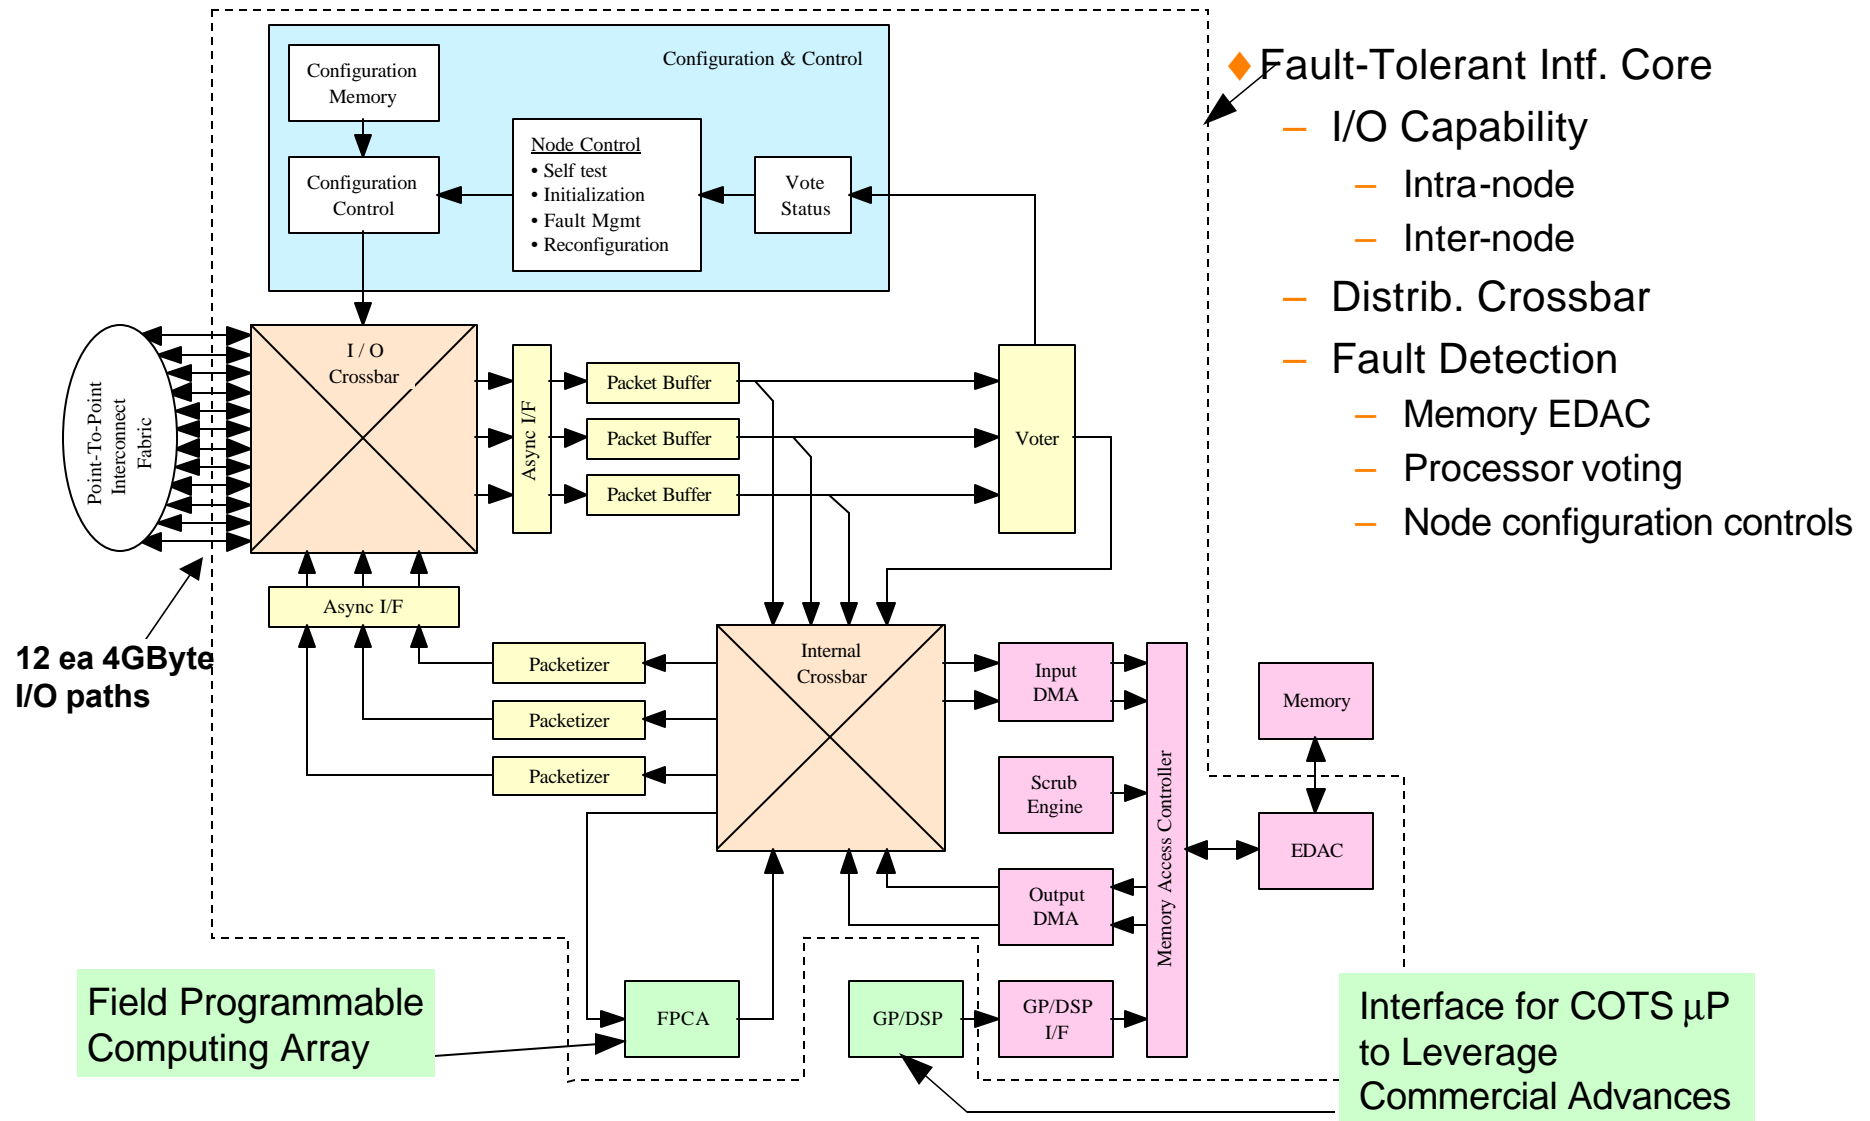 Configuration & Control
Configuration
Memory
Configuration
Control
Node Control
• Self test
• Initialization
• Fault Mgmt
• Reconfiguration
Vote
Status
♦ Fault-Tolerant Intf. Core
– I/O Capability
– Intra-node
– Inter-node
– Distrib. Crossbar
– Fault Detection
– Memory EDAC
– Processor voting
– Node configuration controls
Point-To-Point
Interconnect
Fabric
I / O
Crossbar
Async I/F
Packet Buffer
Packet Buffer
Packet Buffer
Voter
Async I/F
12 ea 4GByte
I/O paths
Packetizer
Packetizer
Packetizer
Internal
Crossbar
Input
DMA
Scrub
Engine
Output
DMA
Memory Access Controller
Memory
EDAC
FPCA
GP/DSP
GP/DSP
I/F
Field Programmable
Computing Array
Interface for COTS µP
to Leverage
Commercial Advances